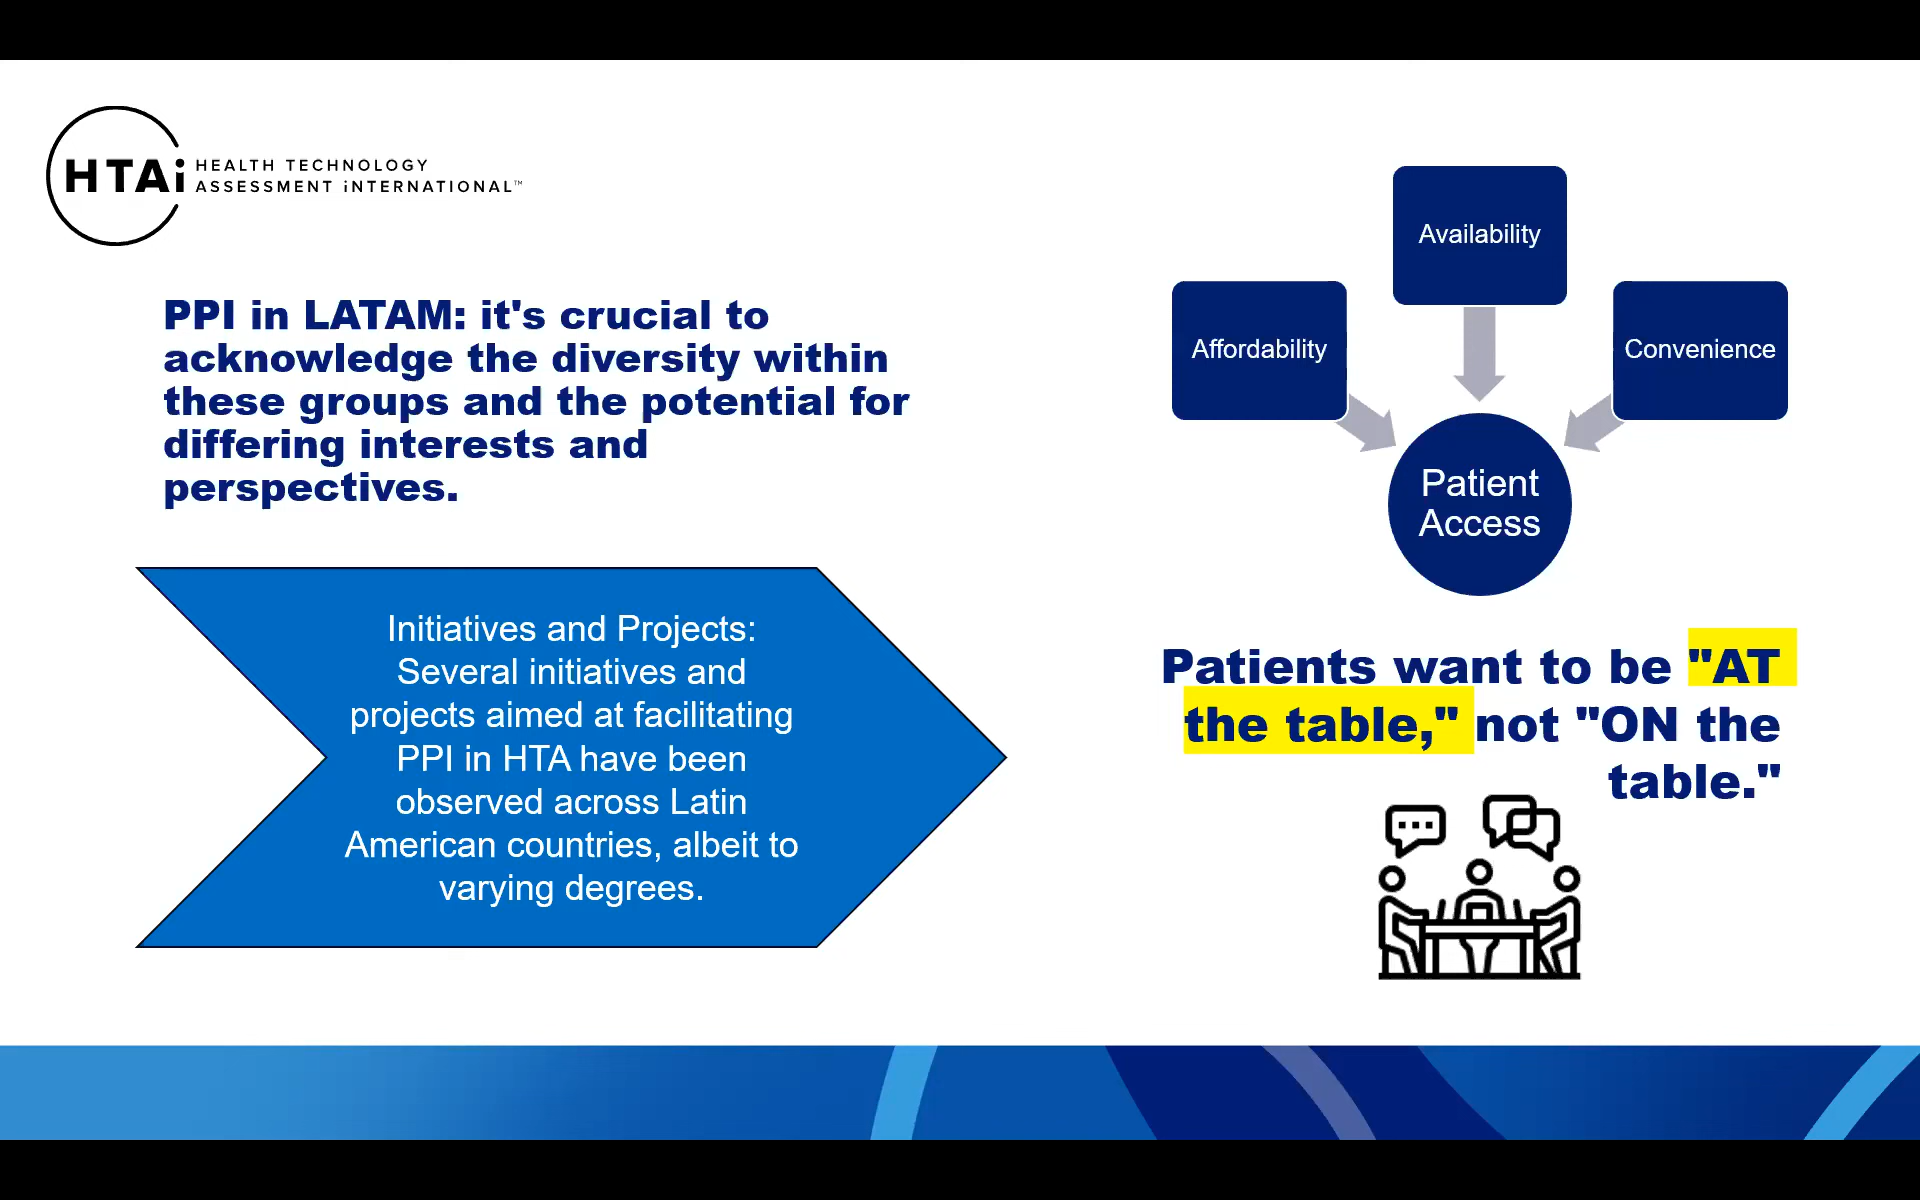 HTAi
HEALTH TECHNOLOGY
ASSESSMENT iNTERNATIONAL™
PPI in LATAM: it's crucial to
acknowledge the diversity within
these groups and the potential for
differing interests and
perspectives.
Initiatives and Projects:
Several initiatives and
projects aimed at facilitating
PPI in HTA have been
observed across Latin
American countries, albeit to
varying degrees.
Availability
Affordability
Convenience
Patient
Access
Patients want to be "AT
the table," not "ON the
table."